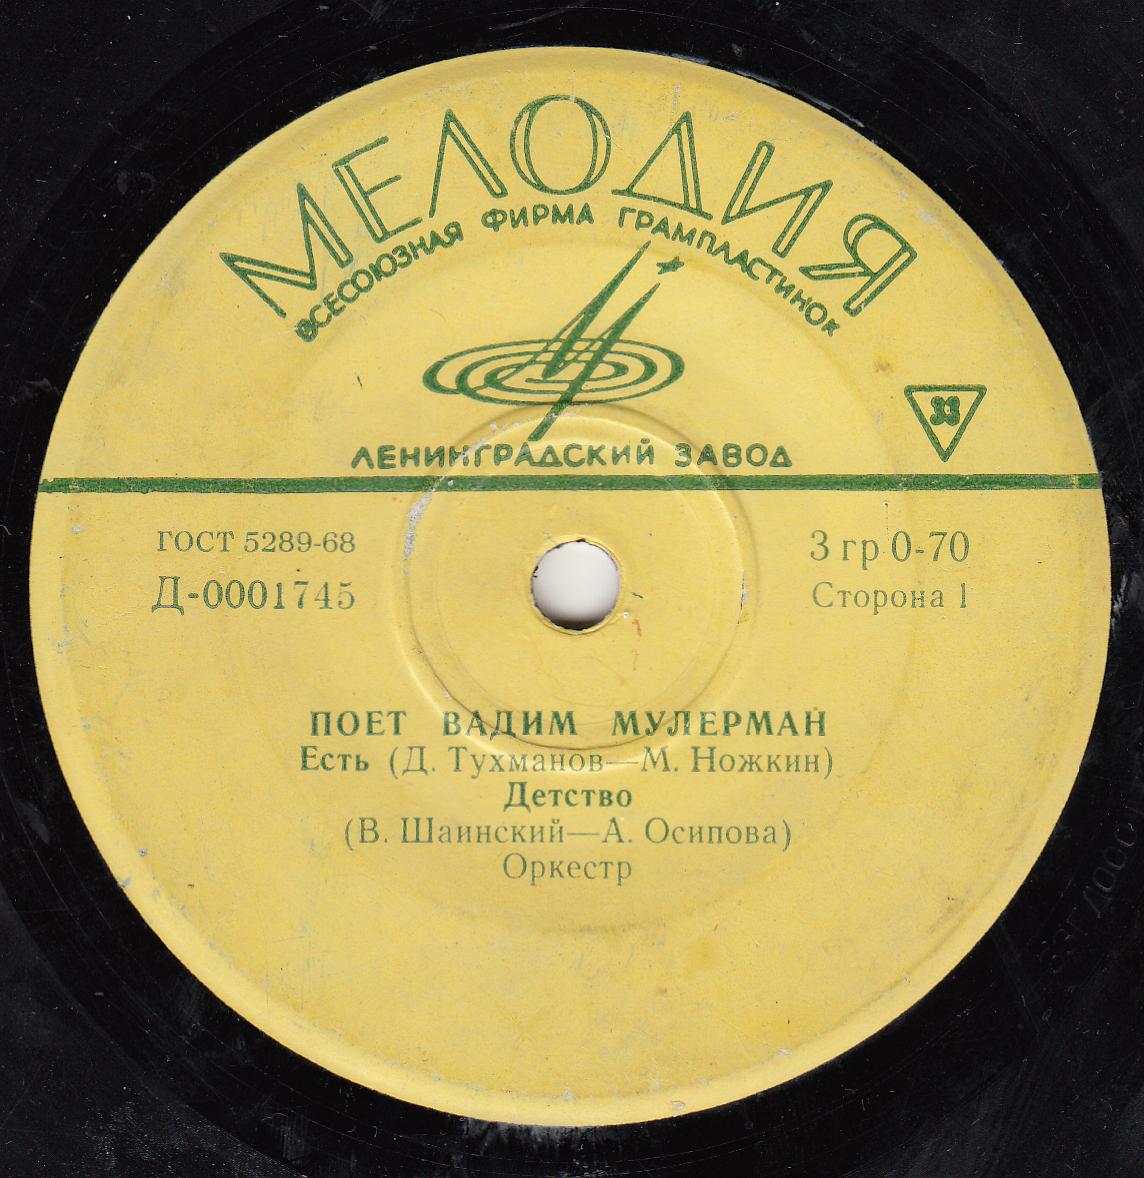 МЕЛОДИЯ
ВСЕСОЮЗНАЯ ФИРМА ГРАМПЛАСТИНОК
33
ЛЕНИНГРАДСКИЙ ЗАВОД
ГОСТ 5289-68
3 гр 0-70
Д-0001745
Сторона 1
ПОЕТ ВАДИМ МУЛЕРМАН
Есть (Д. Тухманов—М. Ножкин)
Детство
(В. Шаинский—А. Осипова)
Оркестр